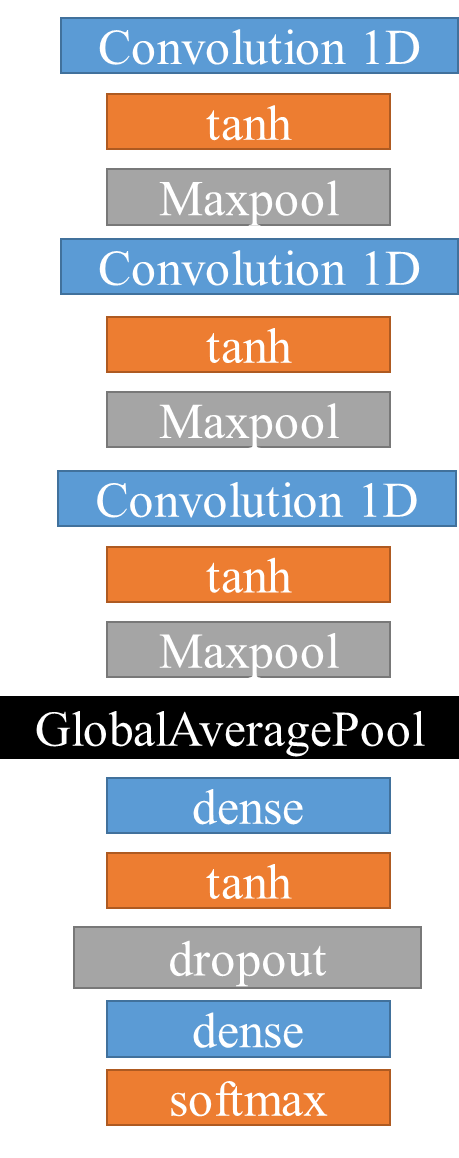 Convolution 1D
tanh
Maxpool
Convolution 1D
tanh
Maxpool
Convolution 1D
tanh
Maxpool
GlobalAveragePool
dense
tanh
dropout
dense
softmax